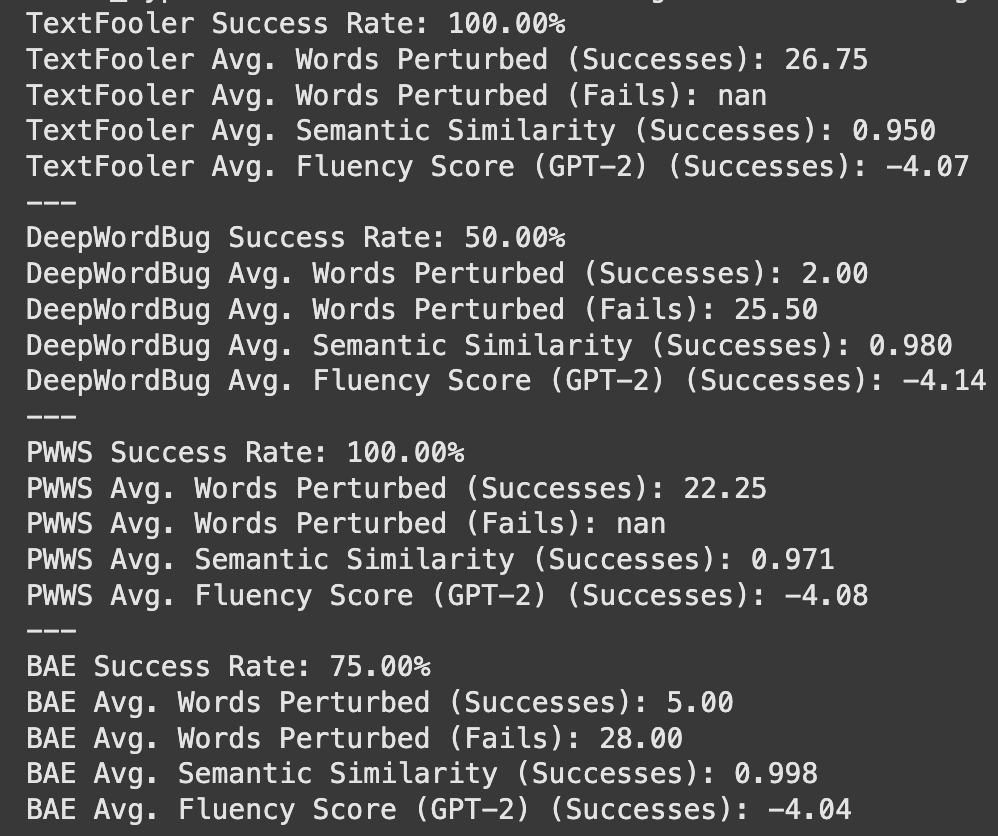 TextFooler Success Rate: 100.00%
TextFooler Avg. Words Perturbed (Successes): 26.75
TextFooler Avg. Words Perturbed (Fails): nan
TextFooler Avg. Semantic Similarity (Successes): 0.950
TextFooler Avg. Fluency Score (GPT-2) (Successes): -4.07
---
DeepWordBug Success Rate: 50.00%
DeepWordBug Avg. Words Perturbed (Successes): 2.00
DeepWordBug Avg. Words Perturbed (Fails): 25.50
DeepWordBug Avg. Semantic Similarity (Successes): 0.980
DeepWordBug Avg. Fluency Score (GPT-2) (Successes): -4.14
---
PWWS Success Rate: 100.00%
PWWS Avg. Words Perturbed (Successes): 22.25
PWWS Avg. Words Perturbed (Fails): nan
PWWS Avg. Semantic Similarity (Successes): 0.971
PWWS Avg. Fluency Score (GPT-2) (Successes): -4.08
---
BAE Success Rate: 75.00%
BAE Avg. Words Perturbed (Successes): 5.00
BAE Avg. Words Perturbed (Fails): 28.00
BAE Avg. Semantic Similarity (Successes): 0.998
BAE Avg. Fluency Score (GPT-2) (Successes): -4.04